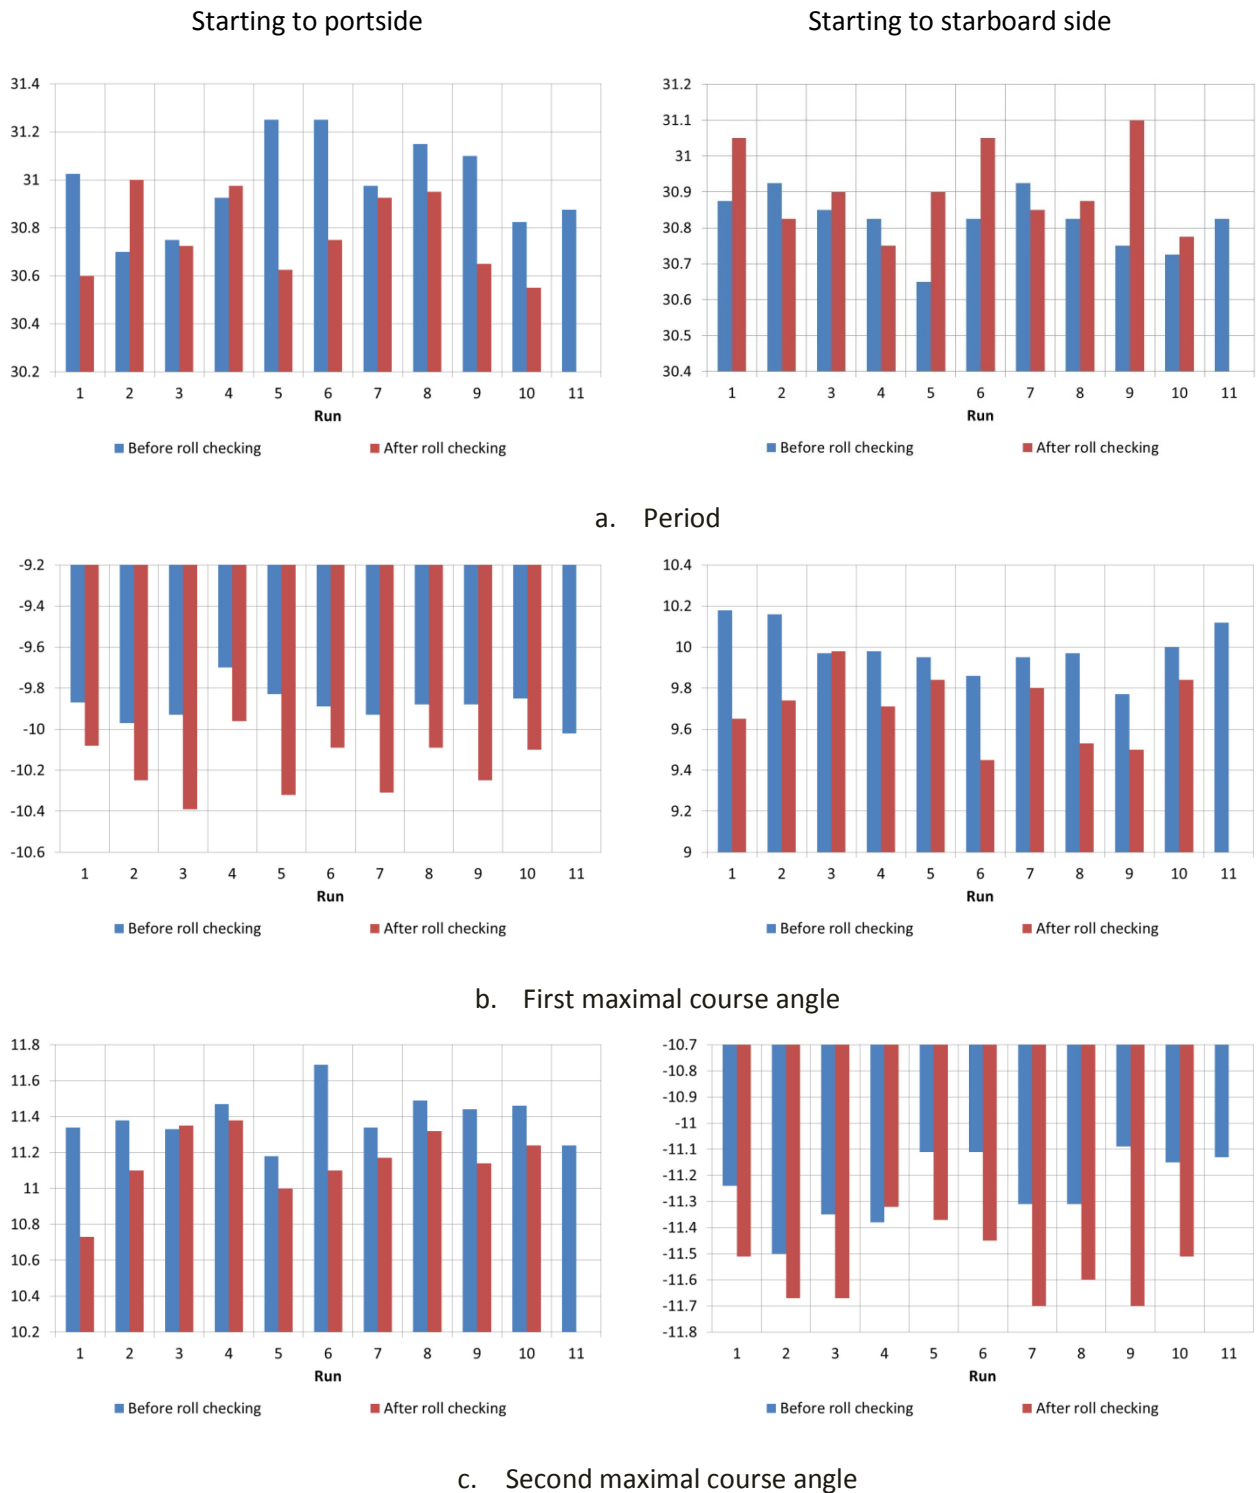 Starting to portside
Starting to starboard side
31.4
31.2
31
30.8
30.6
30.4
30.2
1 2 3 4 5 6 7 8 9 10 11
Run
Before roll checking After roll checking
31.2
31.1
31
30.9
30.8
30.7
30.6
30.5
30.4
1 2 3 4 5 6 7 8 9 10 11
Run
Before roll checking After roll checking
a. Period
-9.2
-9.4
-9.6
-9.8
-10
-10.2
-10.4
-10.6
1 2 3 4 5 6 7 8 9 10 11
Run
Before roll checking After roll checking
10.4
10.2
10
9.8
9.6
9.4
9.2
9
1 2 3 4 5 6 7 8 9 10 11
Run
Before roll checking After roll checking
b. First maximal course angle
11.8
11.6
11.4
11.2
11
10.8
10.6
10.4
10.2
1 2 3 4 5 6 7 8 9 10 11
Run
Before roll checking After roll checking
-10.7
-10.8
-10.9
-11
-11.1
-11.2
-11.3
-11.4
-11.5
-11.6
-11.7
-11.8
1 2 3 4 5 6 7 8 9 10 11
Run
Before roll checking After roll checking
c. Second maximal course angle